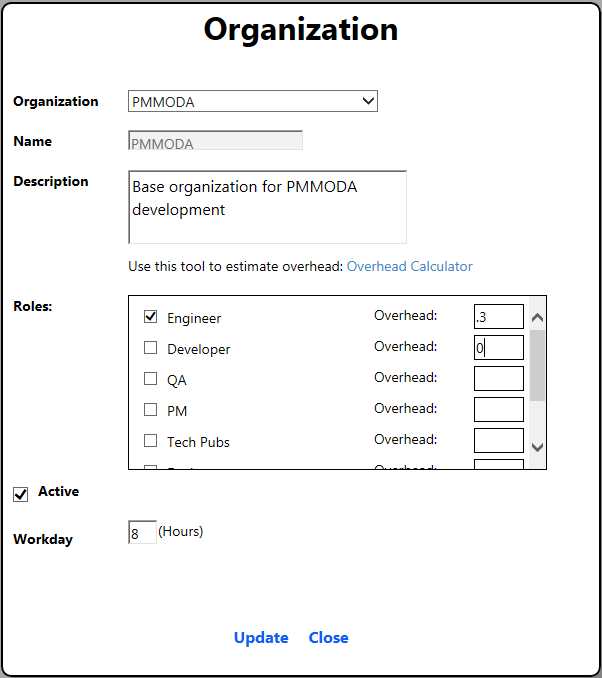 Organization
Organization PMMODA
Name PMMODA
Description Base organization for PMMODA
development
Use this tool to estimate overhead: Overhead Calculator
Roles:
Engineer Overhead: .3
Developer Overhead: 0
QA Overhead:
PM Overhead:
Tech Pubs Overhead:
Active
Workday 8 (Hours)
Update Close